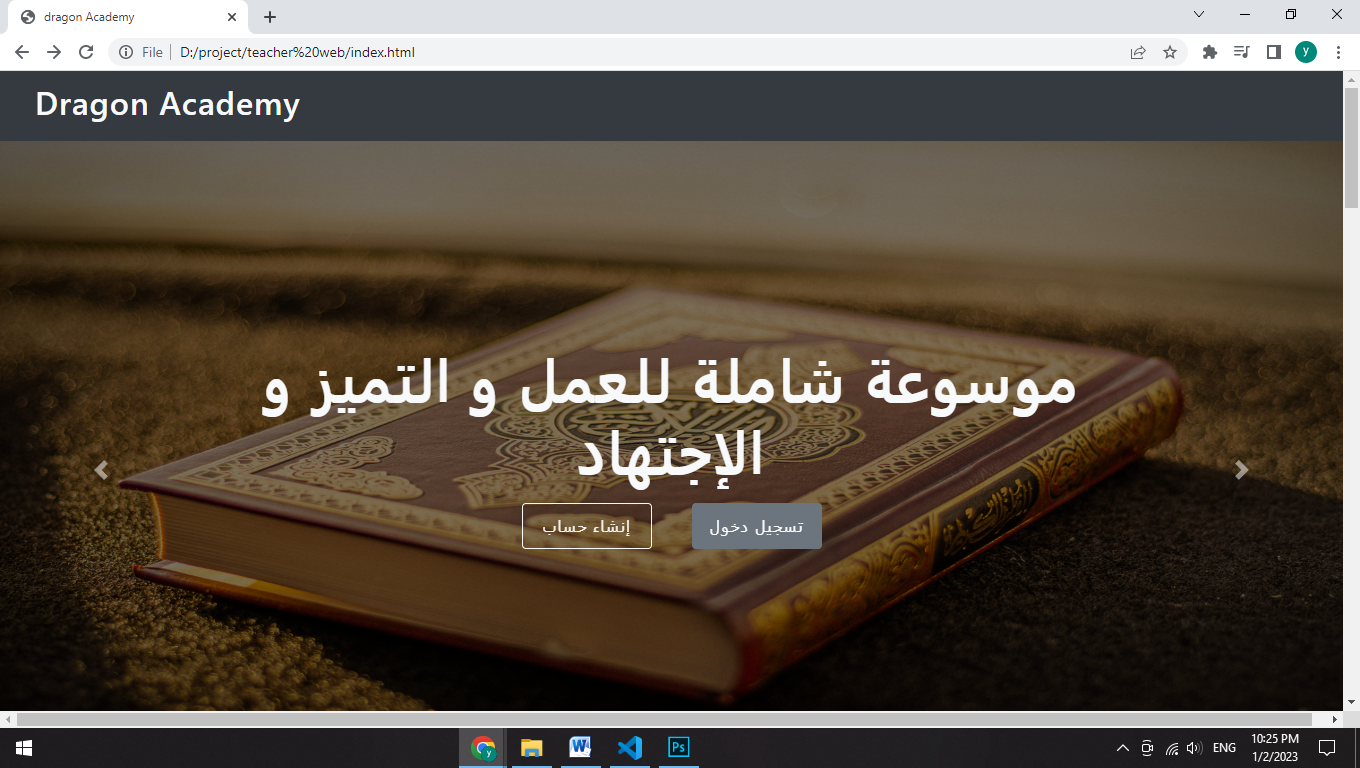 dragon Academy
File
D:/project/teacher%20web/index.html
y
Dragon Academy
موسوعة شاملة للعمل و التميز و
الإجتهاد
إنشاء حساب
تسجيل دخول
y
W
Ps
ENG
10:25 PM
1/2/2023